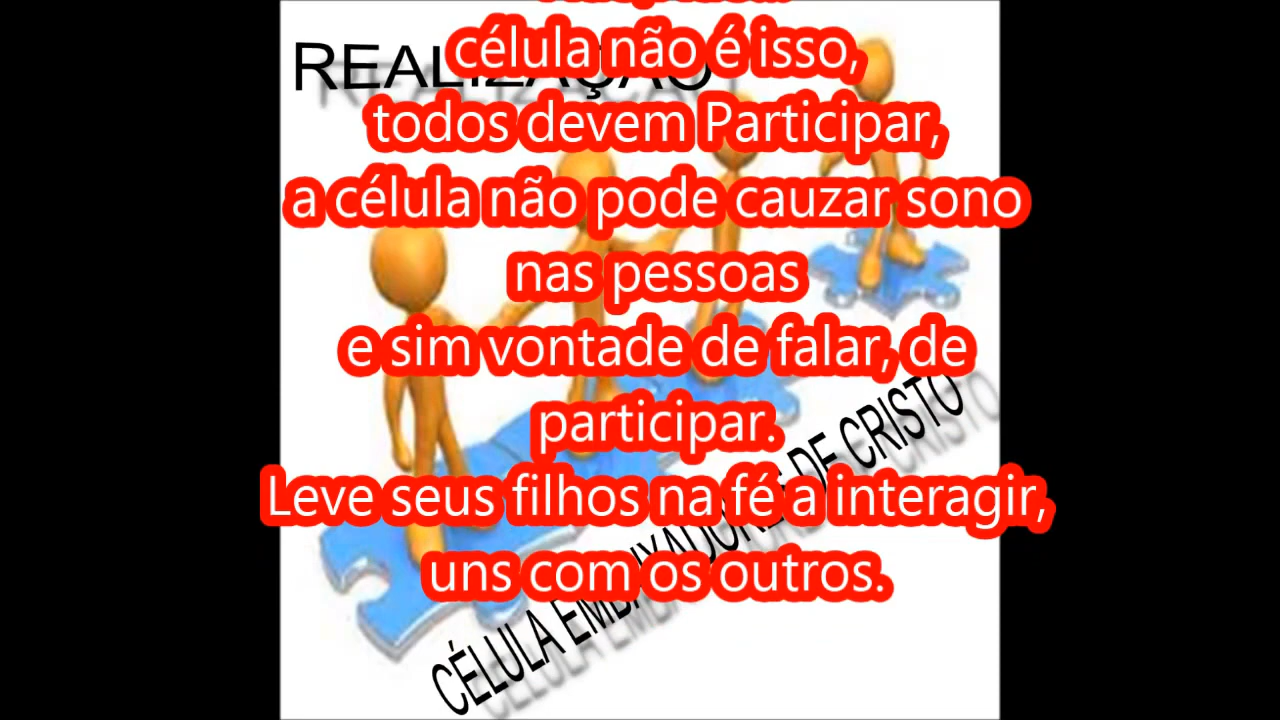 REALIZAÇÃO
célula não é isso,
todos devem Participar,
a célula não pode cauzar sono
nas pessoas
e sim vontade de falar, de
participar.
Leve seus filhos na fé a interagir,
uns com os outros.
CÉLULA EMBAIXADORES DE CRISTO